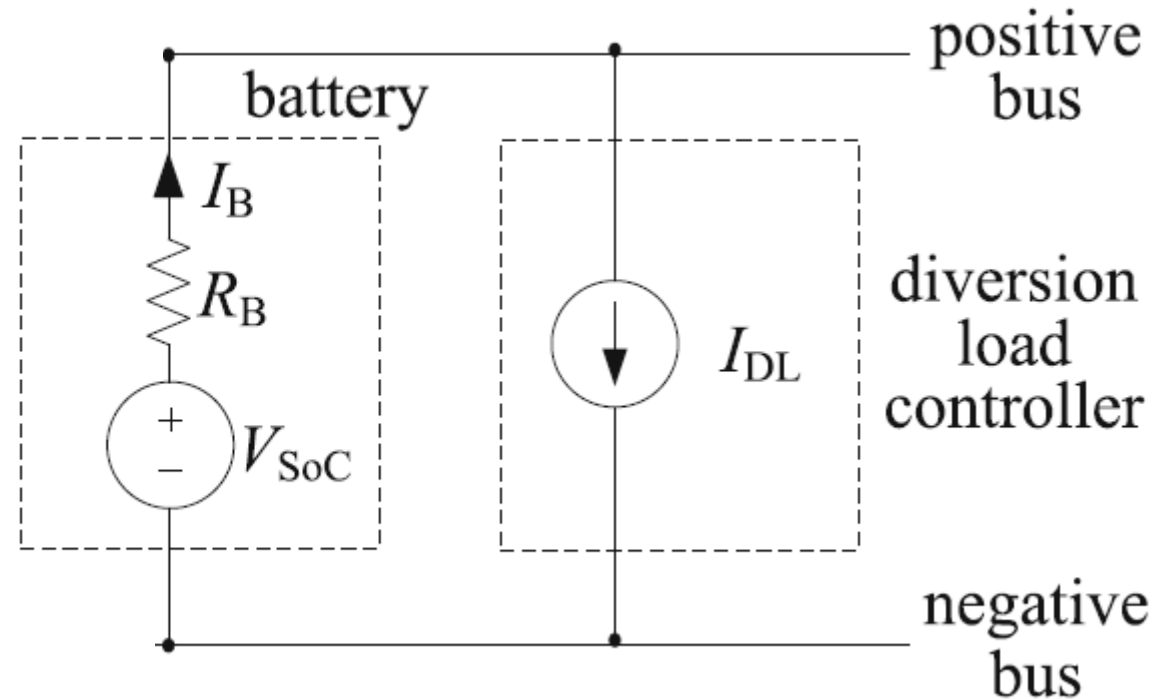 positive
bus
battery
I_B
R_B
+
−
V_SoC
I_DL
diversion
load
controller
negative
bus